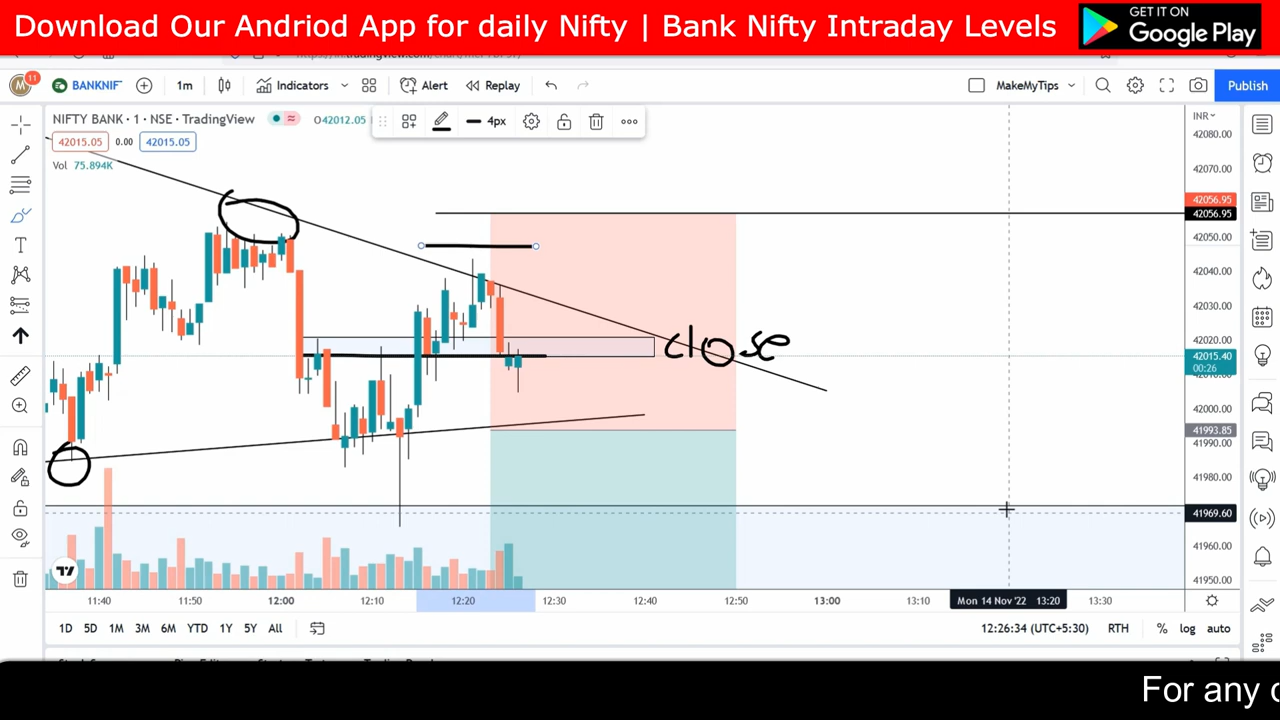 Download Our Andriod App for daily Nifty | Bank Nifty Intraday Levels
GET IT ON
Google Play
M 11 BANKNIF 1m Indicators Alert Replay MakeMyTips Publish
NIFTY BANK · 1 · NSE · TradingView O42012.05
4px
INR
42015.05 0.00 42015.05
Vol 75.894K
42080.00
42070.00
42056.95
42056.95
42050.00
42040.00
42030.00
42020.00
close
42015.40
00:26
42000.00
41993.85
41990.00
41980.00
41969.60
41960.00
41950.00
11:40 11:50 12:00 12:10 12:20 12:30 12:40 12:50 13:00 13:10 Mon 14 Nov '22 13:20 13:30
1D 5D 1M 3M 6M YTD 1Y 5Y All 12:26:34 (UTC+5:30) RTH % log auto
For any